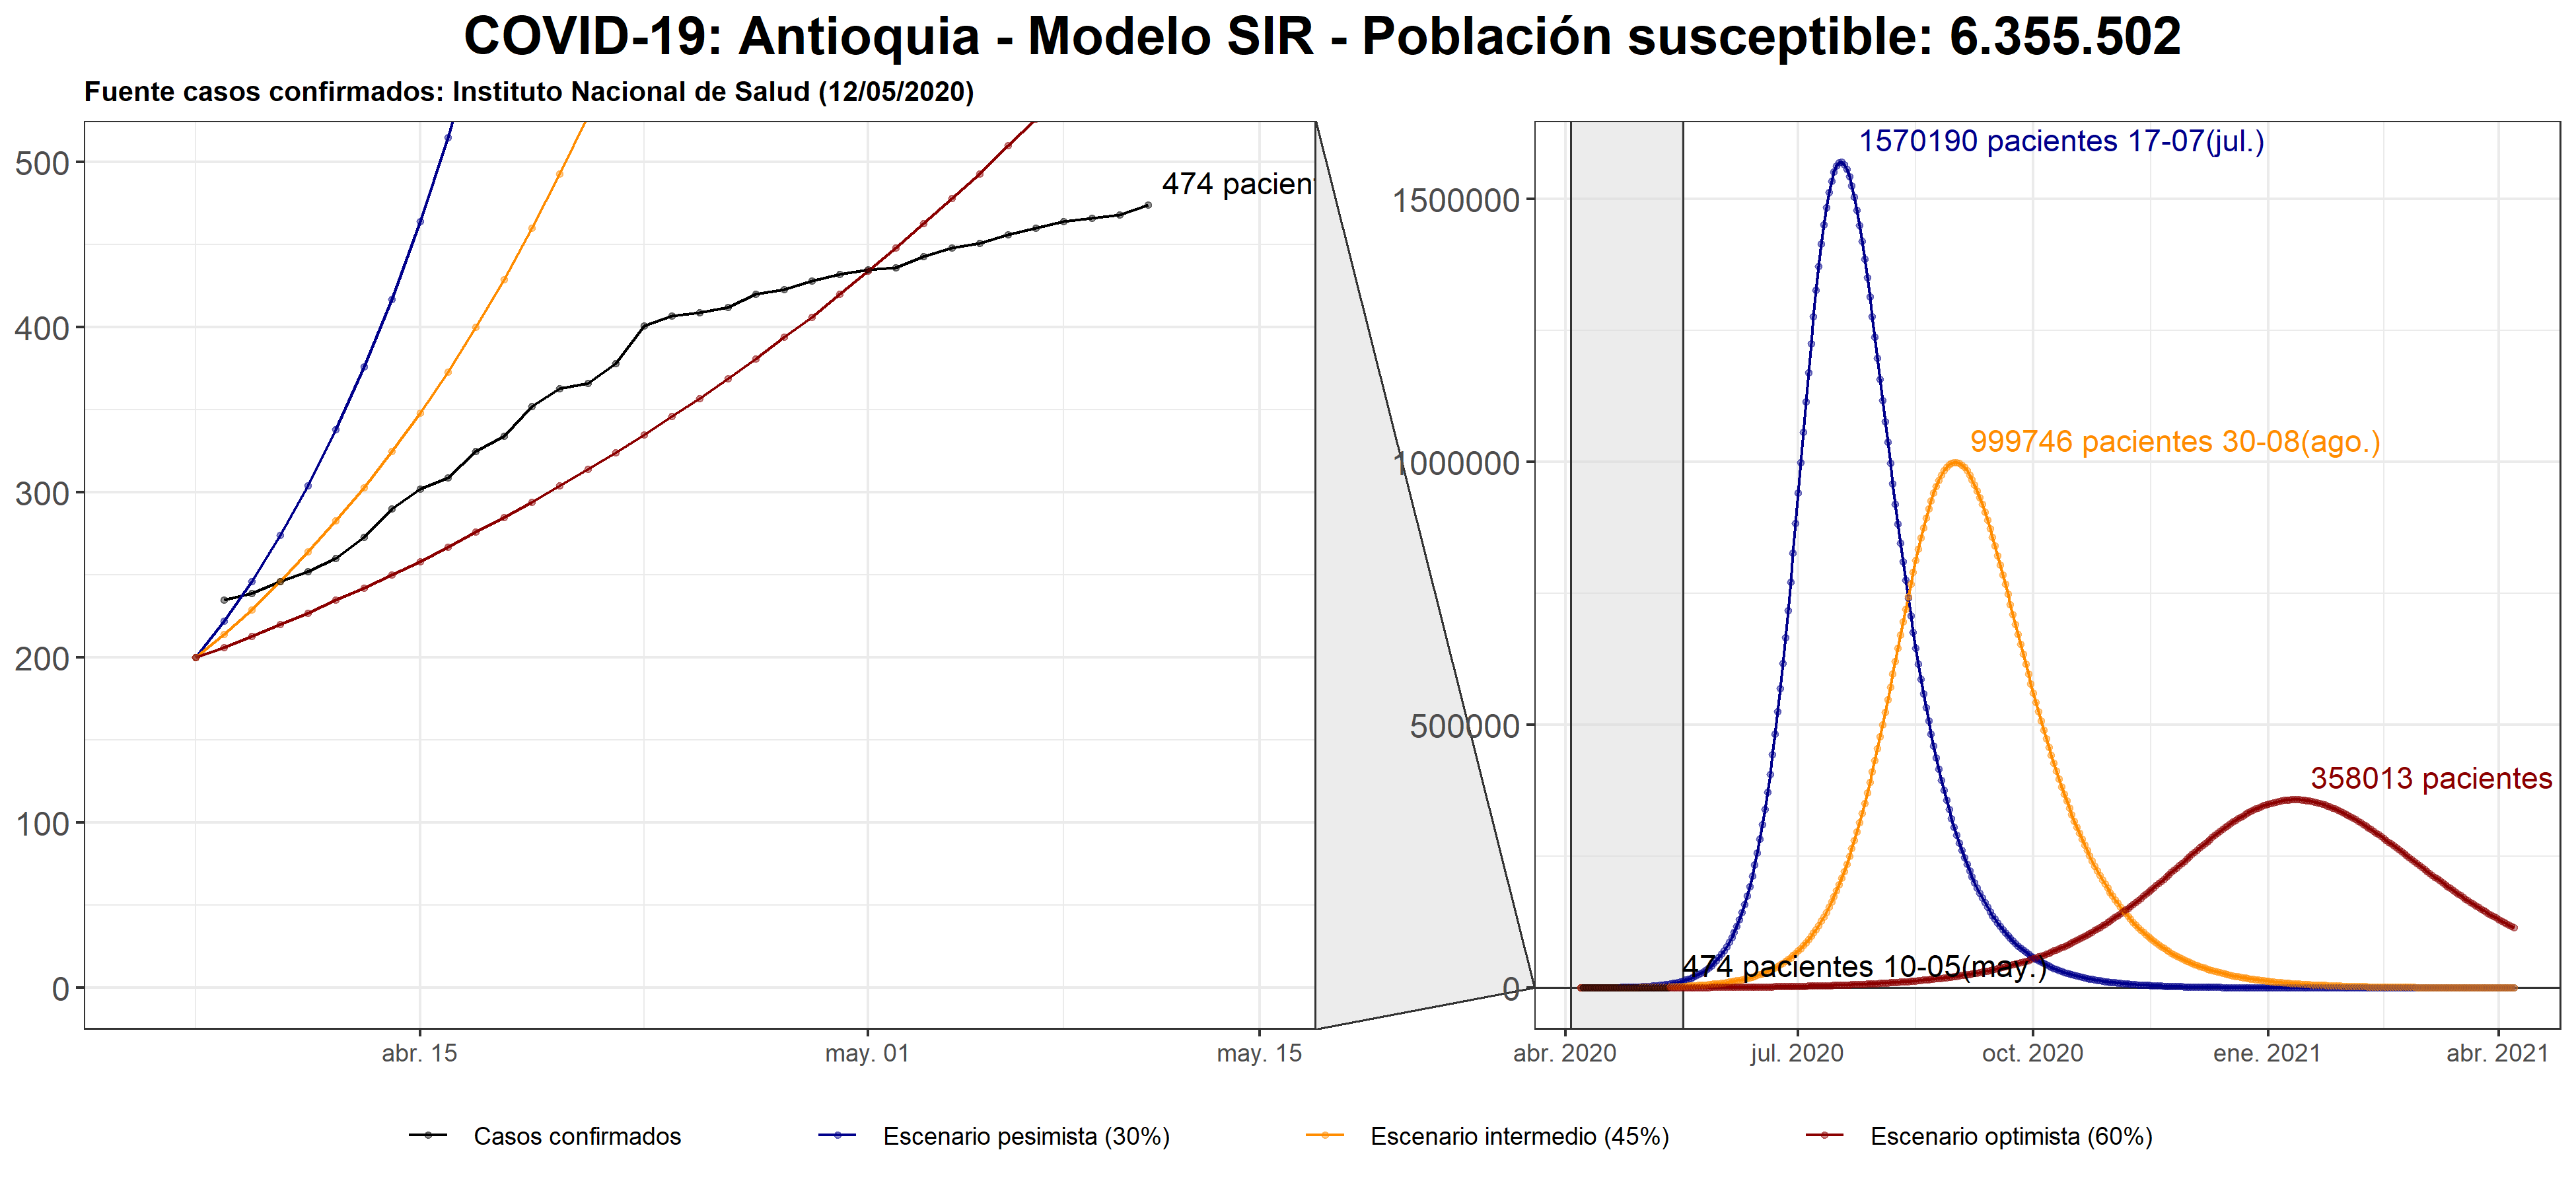 COVID-19: Antioquia - Modelo SIR - Población susceptible: 6.355.502
Fuente casos confirmados: Instituto Nacional de Salud (12/05/2020)
500
400
300
200
100
0
474 pacient
abr. 15
may. 01
may. 15
1500000
1000000
500000
0
1570190 pacientes 17-07(jul.)
999746 pacientes 30-08(ago.)
358013 pacientes
474 pacientes 10-05(may.)
abr. 2020
jul. 2020
oct. 2020
ene. 2021
abr. 2021
Casos confirmados
Escenario pesimista (30%)
Escenario intermedio (45%)
Escenario optimista (60%)